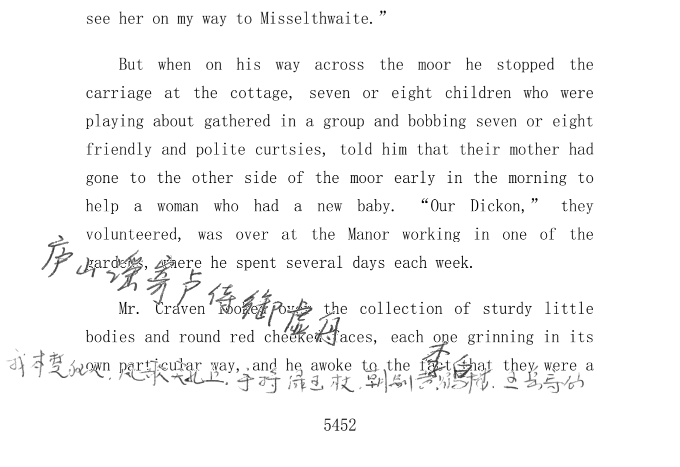 see her on my way to Misselthwaite.”
But when on his way across the moor he stopped the
carriage at the cottage, seven or eight children who were
playing about gathered in a group and bobbing seven or eight
friendly and polite curtsies, told him that their mother had
gone to the other side of the moor early in the morning to
help a woman who had a new baby. “Our Dickon,” they
volunteered, was over at the Manor working in one of the
gardens, where he spent several days each week.
庐山谣寄卢侍御虚舟
Mr. Craven looked over the collection of sturdy little
bodies and round red cheeked faces, each one grinning in its
李白
own particular way, and he awoke to the fact that they were a
我本楚狂人,凤歌笑孔丘.手持绿玉杖,朝别黄鹤楼.五岳寻仙
5452